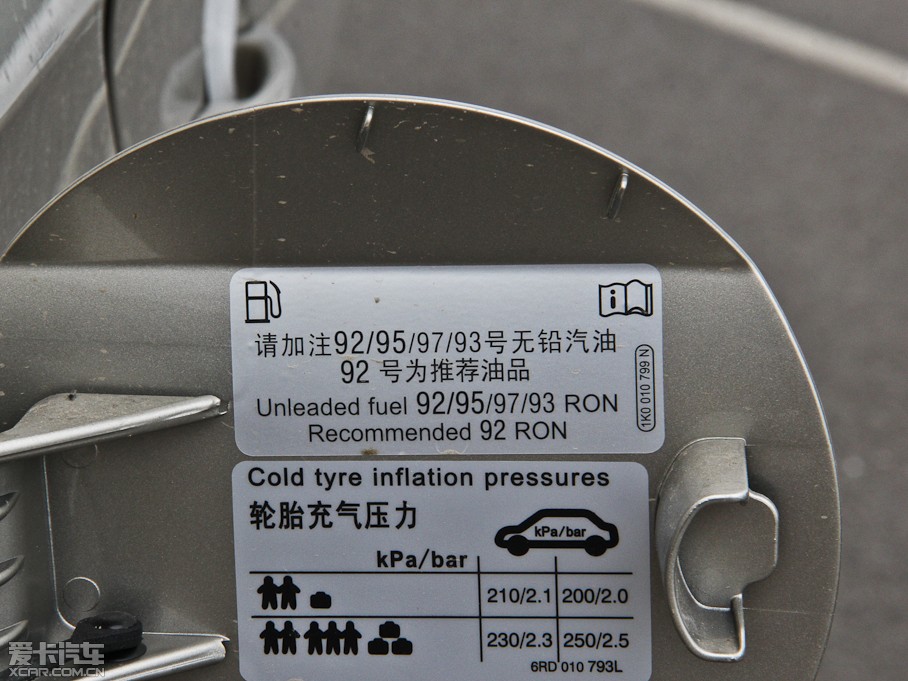 请加注92/95/97/93号无铅汽油
92 号为推荐油品
Unleaded fuel 92/95/97/93 RON
Recommended 92 RON
1K0 010 799 N
Cold tyre inflation pressures
轮胎充气压力
kPa/bar
kPa/bar
210/2.1 200/2.0
230/2.3 250/2.5
6RD 010 793L
爱卡汽车
XCAR.COM.CN